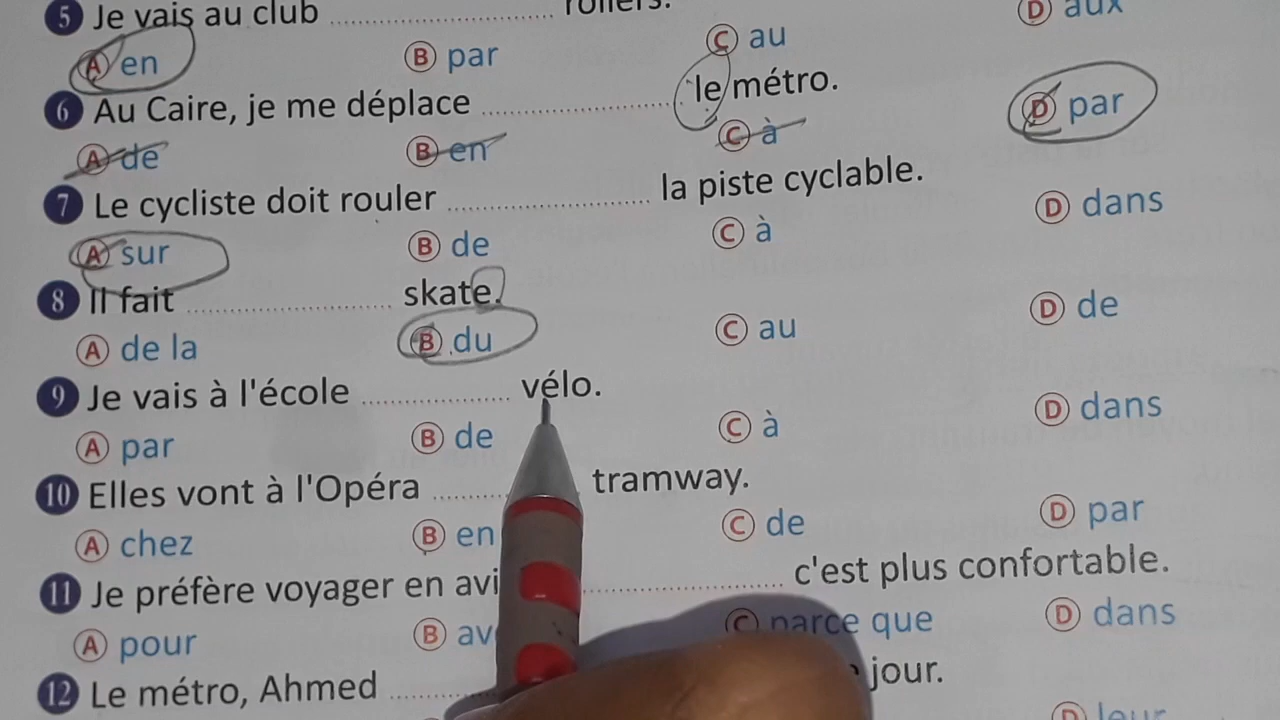 5 Je vais au club .............................. rollers.
A en B par C au D aux
6 Au Caire, je me déplace .............................. le métro.
A de B en C à D par
7 Le cycliste doit rouler .............................. la piste cyclable.
A sur B de C à D dans
8 Il fait .............................. skate.
A de la B du C au D de
9 Je vais à l'école .................... vélo.
A par B de C à D dans
10 Elles vont à l'Opéra .......... tramway.
A chez B en C de D par
11 Je préfère voyager en avi .............................. c'est plus confortable.
A pour B av C parce que D dans
12 Le métro, Ahmed .............. jour.
D leur